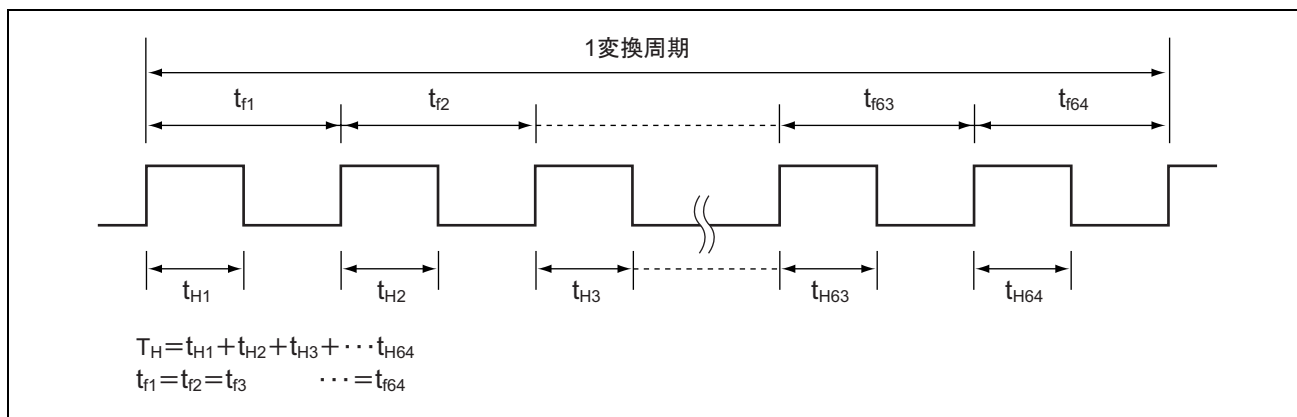 1変換周期
tf1 tf2 tf63 tf64
tH1 tH2 tH3 tH63 tH64
TH=tH1+tH2+tH3+···tH64
tf1=tf2=tf3 ···=tf64